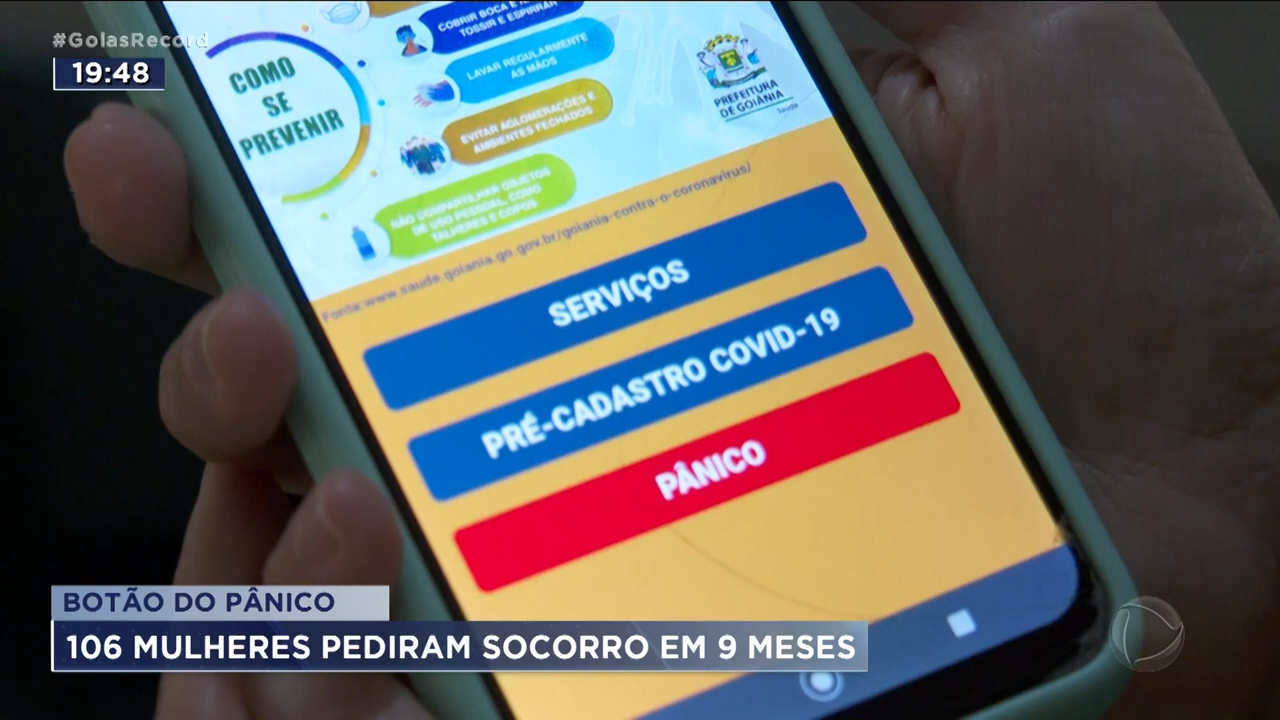 #GoiasRecord
19:48
COMO
SE
PREVENIR
COBRIR BOCA E
TOSSIR E ESPIRRAR
LAVAR REGULARMENTE
AS MÃOS
EVITAR AGLOMERAÇÕES E
AMBIENTES FECHADOS
NÃO COMPARTILHAR OBJETOS
DE USO PESSOAL, COMO
TALHERES E COPOS
PREFEITURA
DE GOIÂNIA
Saúde
Fonte:www.saude.goiania.go.gov.br/goiania-contra-o-coronavirus/
SERVIÇOS
PRÉ-CADASTRO COVID-19
PÂNICO
BOTÃO DO PÂNICO
106 MULHERES PEDIRAM SOCORRO EM 9 MESES